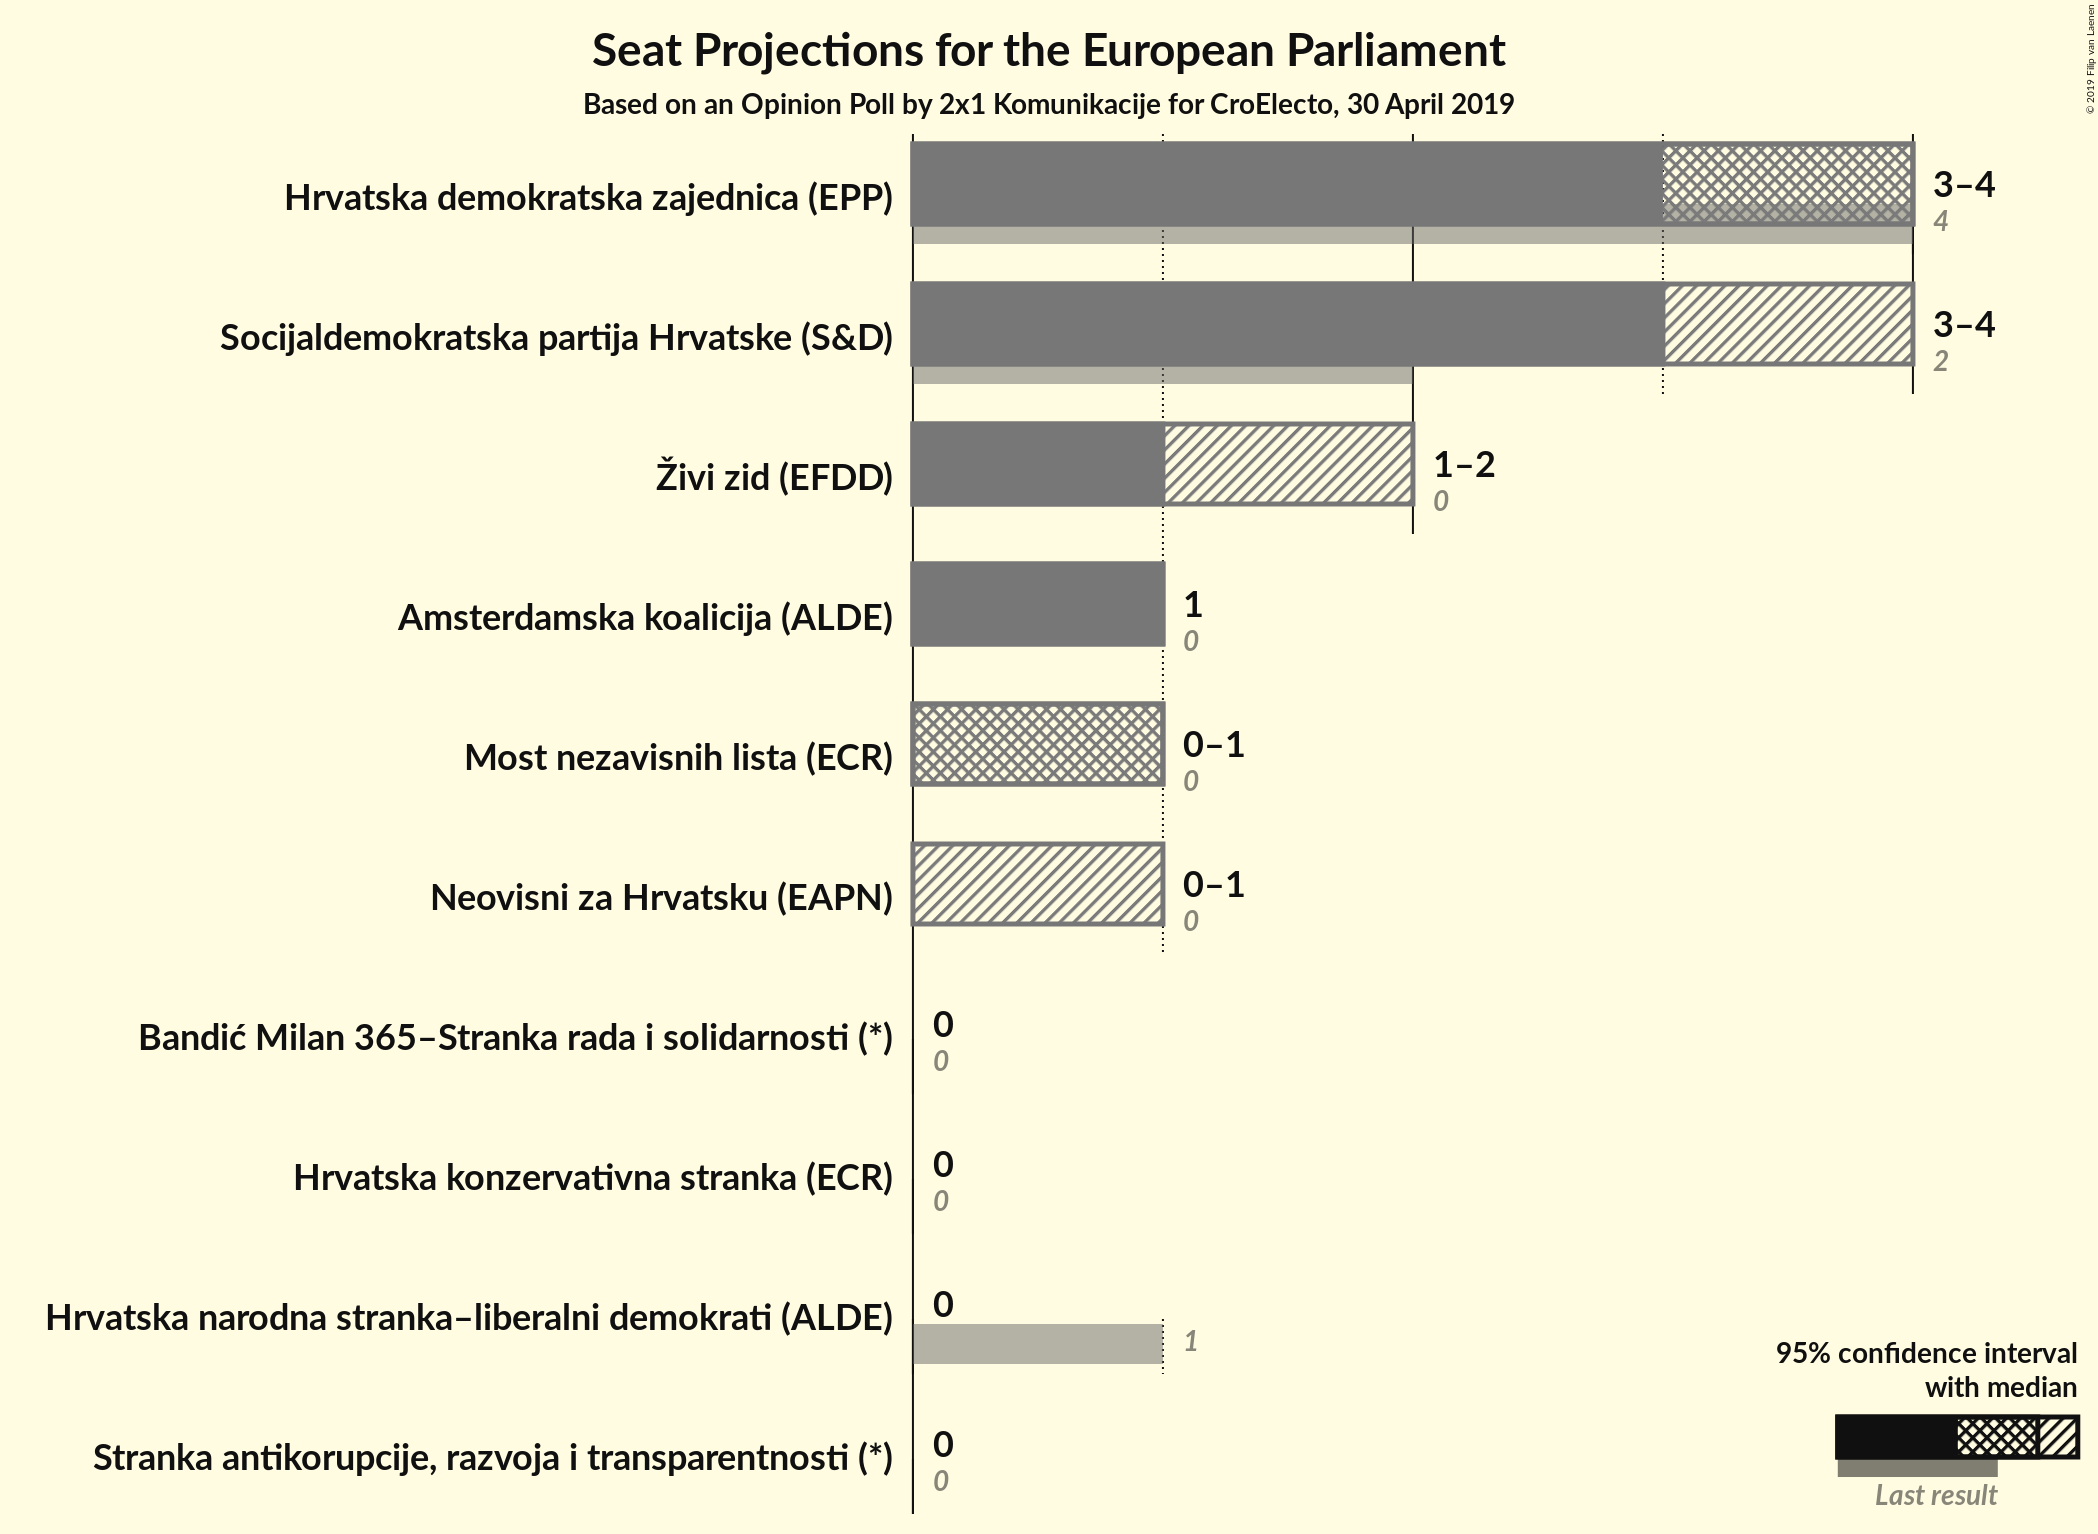 Seat Projections for the European Parliament
Based on an Opinion Poll by 2x1 Komunikacije for CroElecto, 30 April 2019
© 2019 Filip van Laenen
Hrvatska demokratska zajednica (EPP)
3–4
4
Socijaldemokratska partija Hrvatske (S&D)
3–4
2
Živi zid (EFDD)
1–2
0
Amsterdamska koalicija (ALDE)
1
0
Most nezavisnih lista (ECR)
0–1
0
Neovisni za Hrvatsku (EAPN)
0–1
0
Bandić Milan 365–Stranka rada i solidarnosti (*)
0
0
Hrvatska konzervativna stranka (ECR)
0
0
Hrvatska narodna stranka–liberalni demokrati (ALDE)
0
1
Stranka antikorupcije, razvoja i transparentnosti (*)
0
0
95% confidence interval
with median
Last result